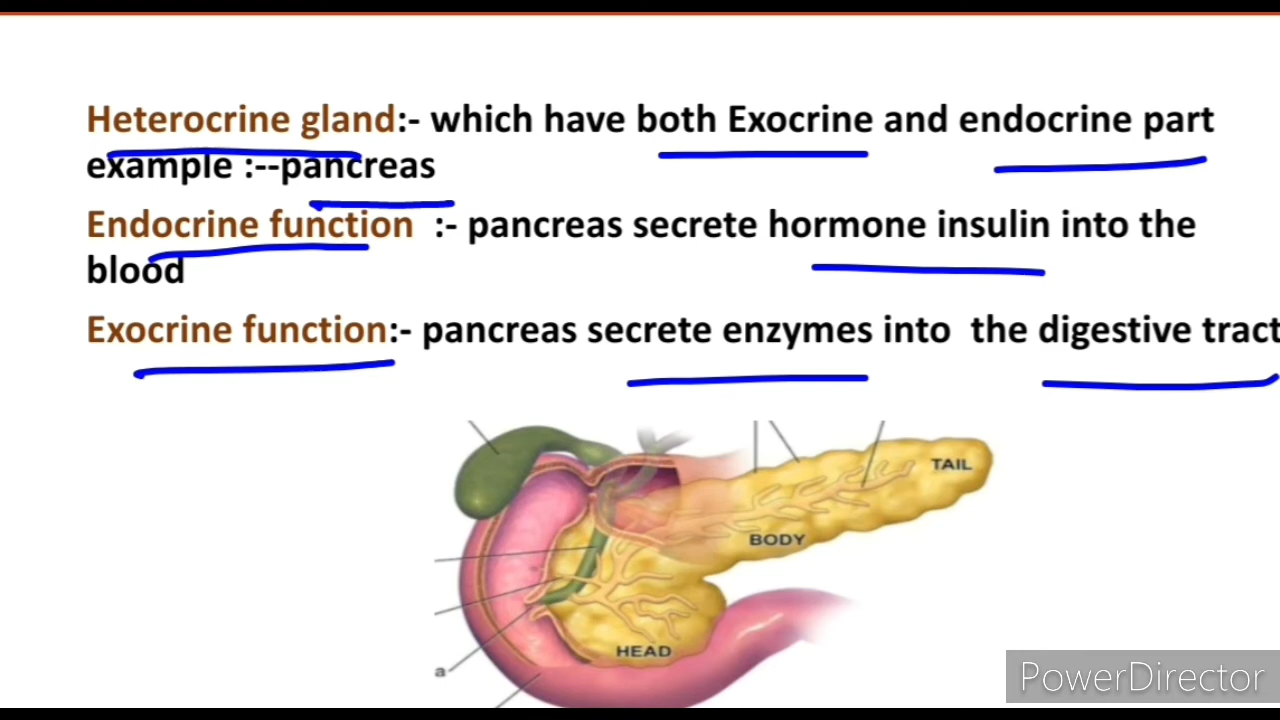 Heterocrine gland:- which have both Exocrine and endocrine part
example :--pancreas
Endocrine function :- pancreas secrete hormone insulin into the
blood
Exocrine function:- pancreas secrete enzymes into the digestive tract
TAIL
BODY
HEAD
a
PowerDirector